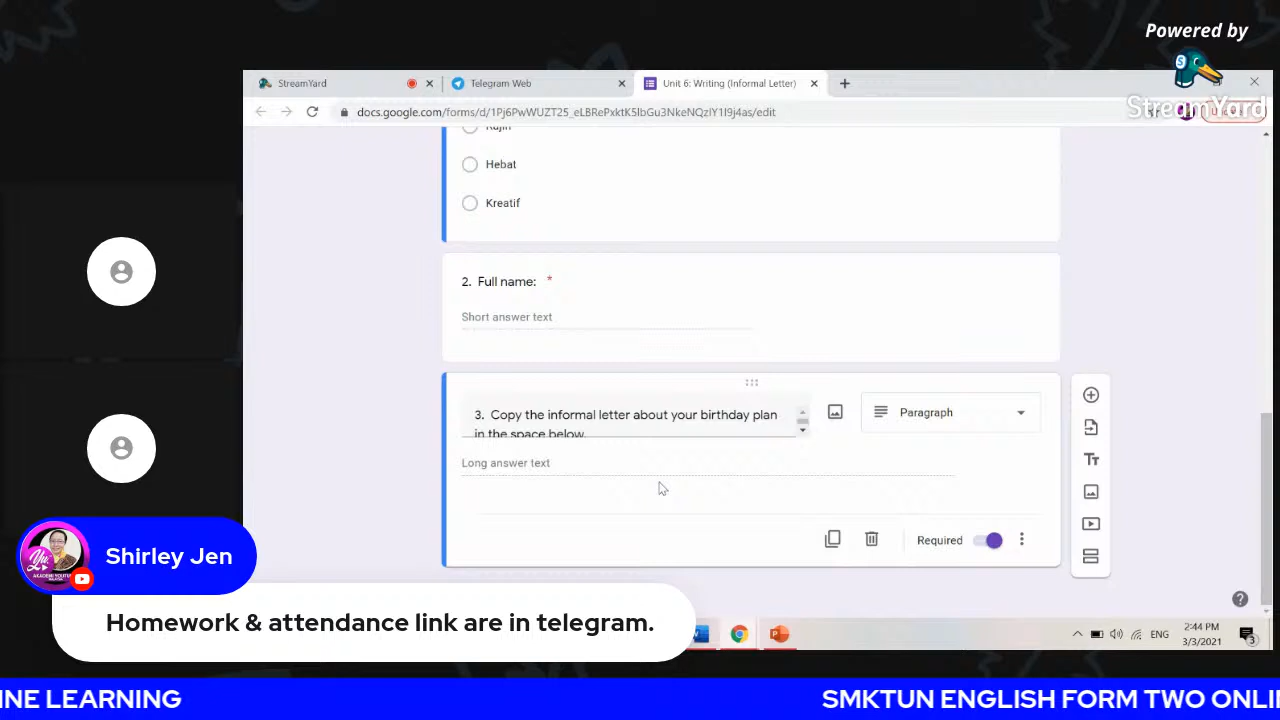 Powered by
StreamYard
StreamYard
Telegram Web
Unit 6: Writing (Informal Letter)
docs.google.com/forms/d/1Pj6PwWUZT25_eLBRePxktK5lbGu3NkeNQzlY1I9j4as/edit
Rajin
Hebat
Kreatif
2. Full name: *
Short answer text
3. Copy the informal letter about your birthday plan
in the space below.
Paragraph
Long answer text
Required
Shirley Jen
Homework & attendance link are in telegram.
ENG
2:44 PM
3/3/2021
3
INE LEARNING
SMKTUN ENGLISH FORM TWO ONLI